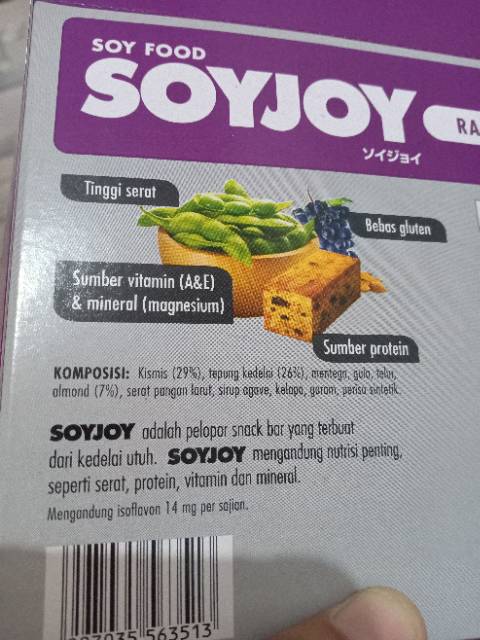 SOY FOOD
SOYJOY
RA
ソイジョイ
Tinggi serat
Bebas gluten
Sumber vitamin (A&E)
& mineral (magnesium)
Sumber protein
KOMPOSISI: Kismis (29%), tepung kedelai (26%), mentega, gula, telur,
almond (7%), serat pangan larut, sirup agave, kelapa, garam, perisa sintetik.
SOYJOY adalah pelopor snack bar yang terbuat
dari kedelai utuh. SOYJOY mengandung nutrisi penting,
seperti serat, protein, vitamin dan mineral.
Mengandung isoflavon 14 mg per sajian.
563513